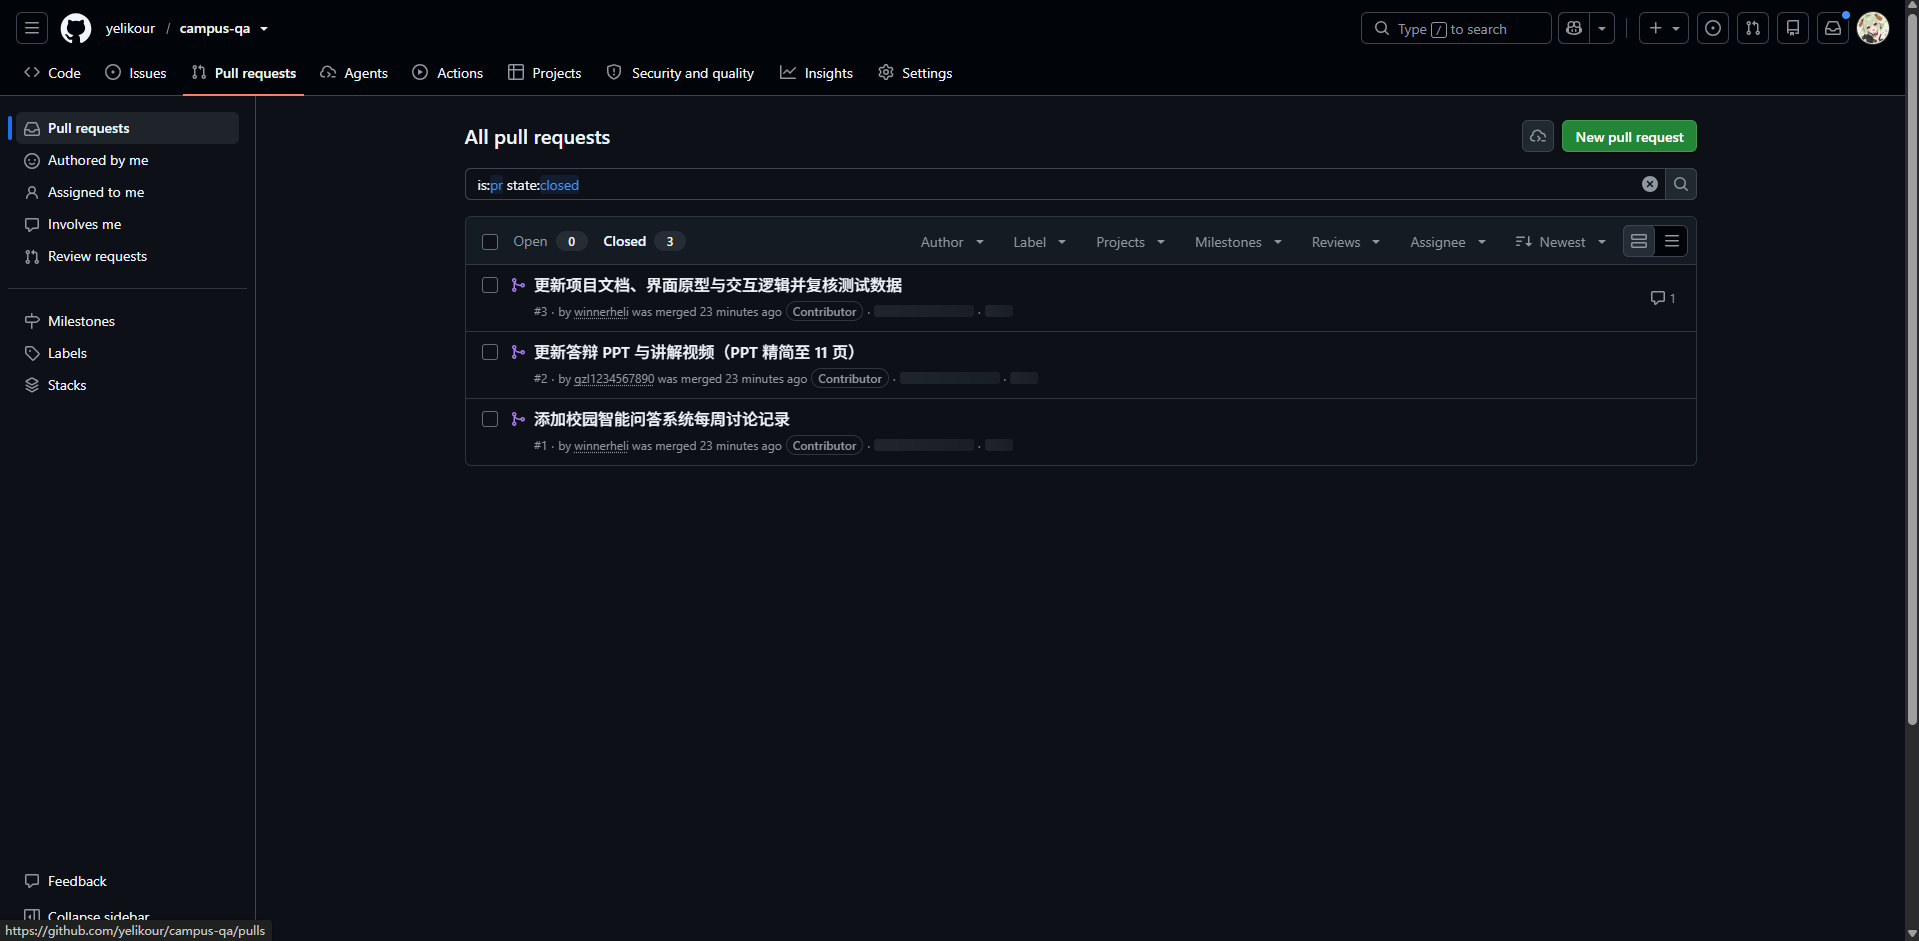 yelikour / campus-qa
Type / to search
Code
Issues
Pull requests
Agents
Actions
Projects
Security and quality
Insights
Settings
Pull requests
Authored by me
Assigned to me
Involves me
Review requests
Milestones
Labels
Stacks
Feedback
Collapse sidebar
https://github.com/yelikour/campus-qa/pulls
All pull requests
New pull request
is:pr state:closed
Open 0 Closed 3
Author
Label
Projects
Milestones
Reviews
Assignee
Newest
更新项目文档、界面原型与交互逻辑并复核测试数据
#3 · by winnerheli was merged 23 minutes ago Contributor · ·
1
更新答辩 PPT 与讲解视频（PPT 精简至 11 页）
#2 · by gzl1234567890 was merged 23 minutes ago Contributor · ·
添加校园智能问答系统每周讨论记录
#1 · by winnerheli was merged 23 minutes ago Contributor · ·